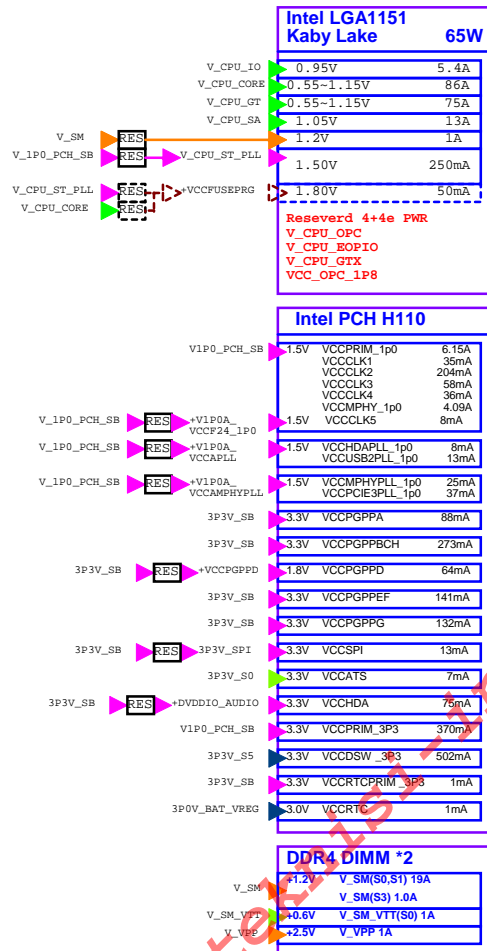 Intel LGA1151
Kaby Lake 65W
V_CPU_IO 0.95V 5.4A
V_CPU_CORE 0.55~1.15V 86A
V_CPU_GT 0.55~1.15V 75A
V_CPU_SA 1.05V 13A
V_SM RES 1.2V 1A
V_1P0_PCH_SB RES V_CPU_ST_PLL 1.50V 250mA
V_CPU_ST_PLL RES +VCCFUSEPRG 1.80V 50mA
V_CPU_CORE RES
Reseverd 4+4e PWR
V_CPU_OPC
V_CPU_EOPIO
V_CPU_GTX
VCC_OPC_1P8
Intel PCH H110
V1P0_PCH_SB 1.5V VCCPRIM_1p0 6.15A
VCCCLK1 35mA
VCCCLK2 204mA
VCCCLK3 58mA
VCCCLK4 36mA
VCCMPHY_1p0 4.09A
V_1P0_PCH_SB RES +V1P0A_VCCF24_1P0 1.5V VCCCLK5 8mA
V_1P0_PCH_SB RES +V1P0A_VCCAPLL 1.5V VCCHDAPLL_1p0 8mA
VCCUSB2PLL_1p0 13mA
V_1P0_PCH_SB RES +V1P0A_VCCAMPHYPLL 1.5V VCCMPHYPLL_1p0 25mA
VCCPCIE3PLL_1p0 37mA
3P3V_SB 3.3V VCCPGPPA 88mA
3P3V_SB 3.3V VCCPGPPBCH 273mA
3P3V_SB RES +VCCPGPPD 1.8V VCCPGPPD 64mA
3P3V_SB 3.3V VCCPGPPEF 141mA
3P3V_SB 3.3V VCCPGPPG 132mA
3P3V_SB RES 3P3V_SPI 3.3V VCCSPI 13mA
3P3V_S0 3.3V VCCATS 7mA
3P3V_SB RES +DVDDIO_AUDIO 3.3V VCCHDA 75mA
V1P0_PCH_SB 3.3V VCCPRIM_3P3 370mA
3P3V_S5 3.3V VCCDSW _3P3 502mA
3P3V_SB 3.3V VCCRTCPRIM _3P3 1mA
3P0V_BAT_VREG 3.0V VCCRTC 1mA
DDR4 DIMM *2
V_SM +1.2V V_SM(S0,S1) 19A
V_SM(S3) 1.0A
V_SM_VTT +0.6V V_SM_VTT(S0) 1A
V_VPP +2.5V V_VPP 1A